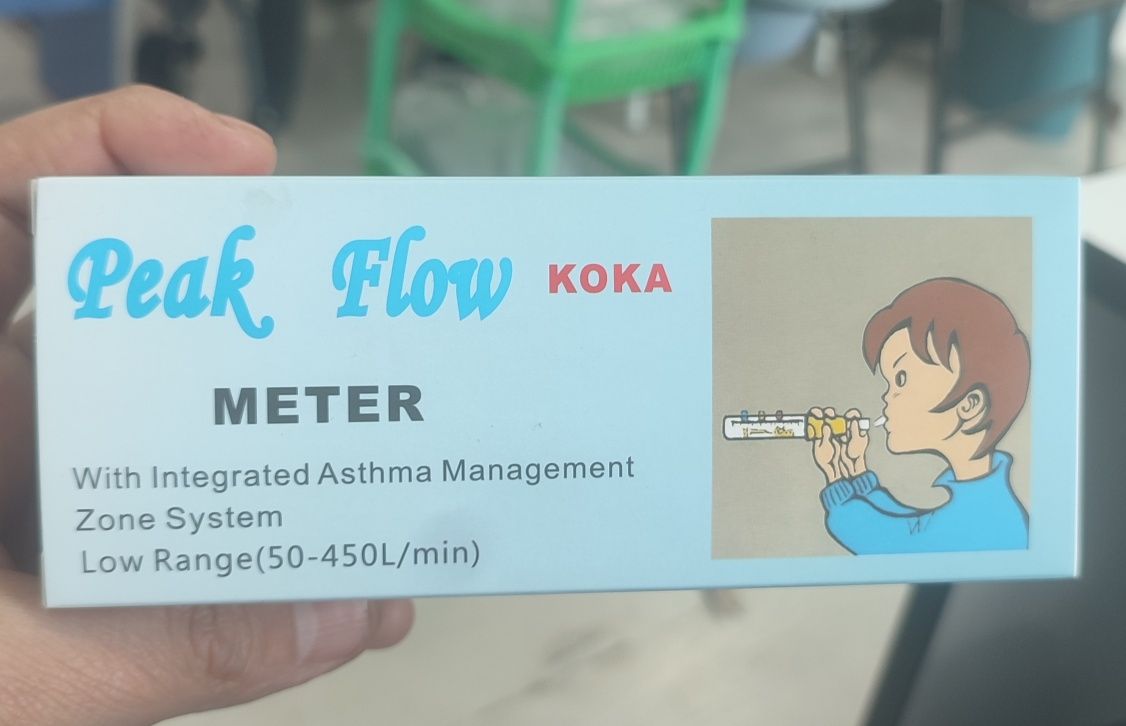 Peak Flow KOKA
METER
With Integrated Asthma Management
Zone System
Low Range(50-450L/min)